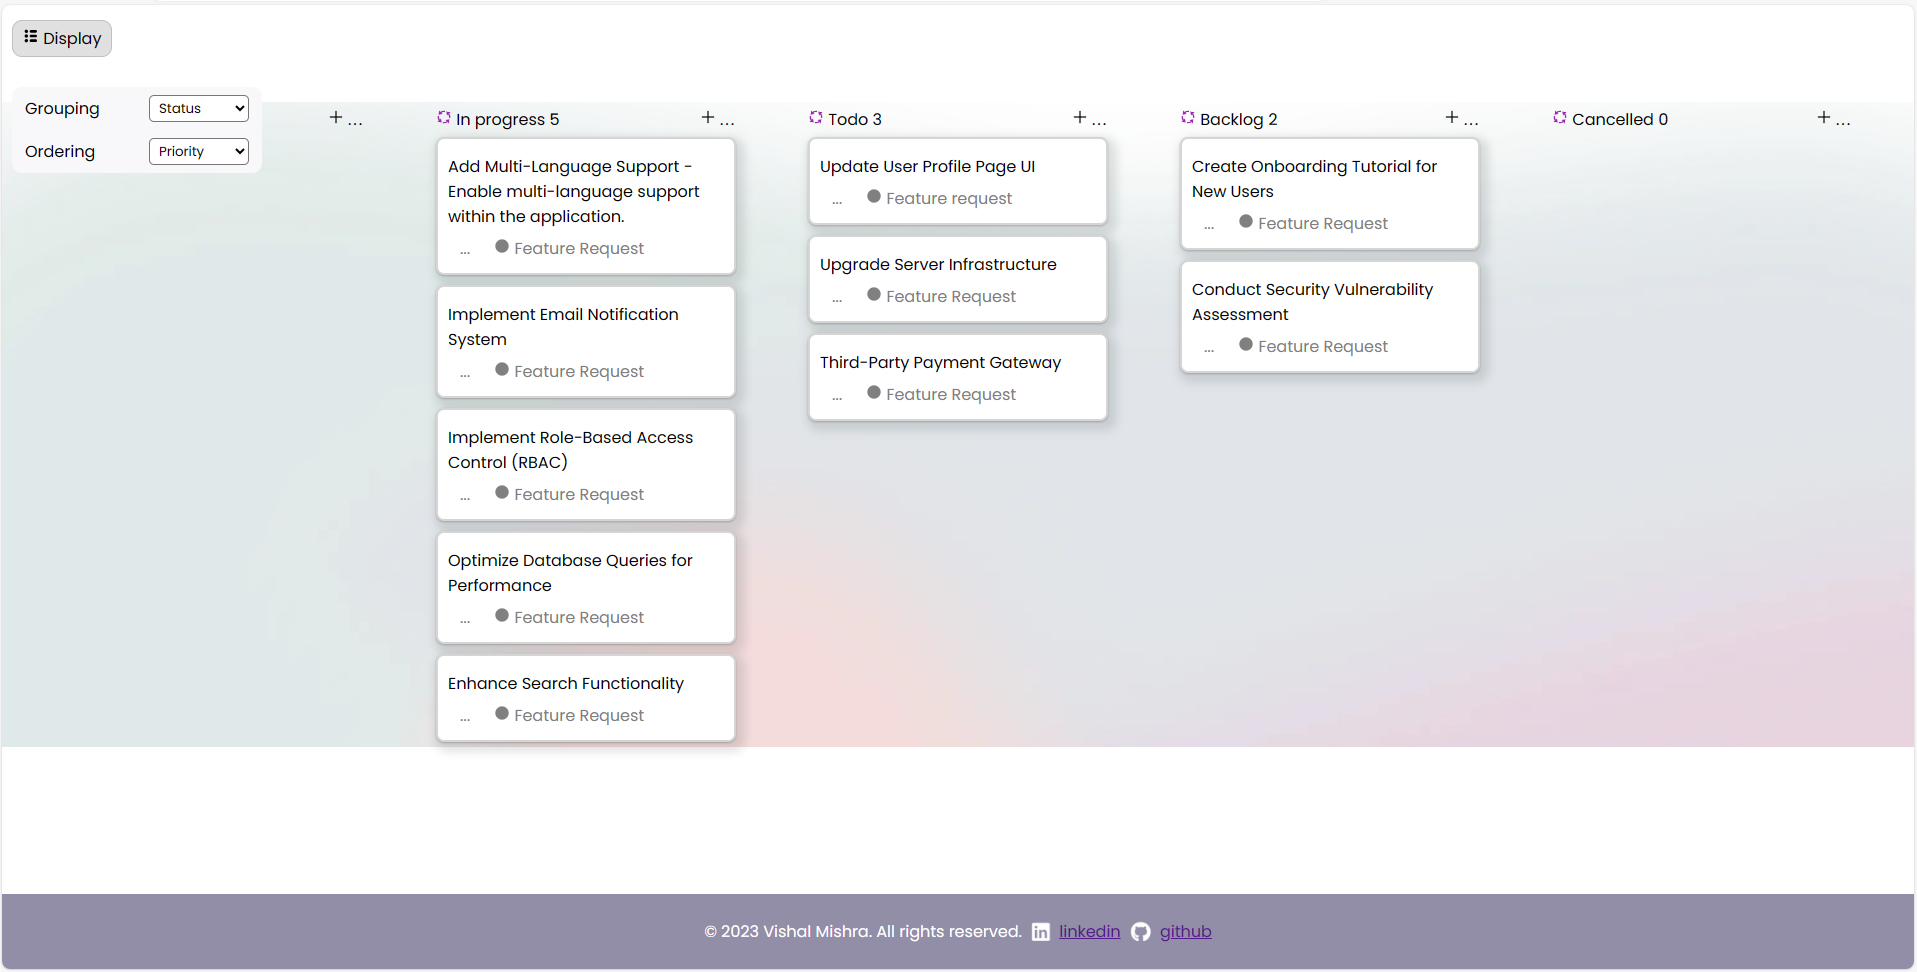 Display
Grouping
Status
Ordering
Priority
+ ...
In progress 5
+ ...
Add Multi-Language Support -
Enable multi-language support
within the application.
... Feature Request
Implement Email Notification
System
... Feature Request
Implement Role-Based Access
Control (RBAC)
... Feature Request
Optimize Database Queries for
Performance
... Feature Request
Enhance Search Functionality
... Feature Request
Todo 3
+ ...
Update User Profile Page UI
... Feature request
Upgrade Server Infrastructure
... Feature Request
Third-Party Payment Gateway
... Feature Request
Backlog 2
+ ...
Create Onboarding Tutorial for
New Users
... Feature Request
Conduct Security Vulnerability
Assessment
... Feature Request
Cancelled 0
+ ...
© 2023 Vishal Mishra. All rights reserved. in linkedin github